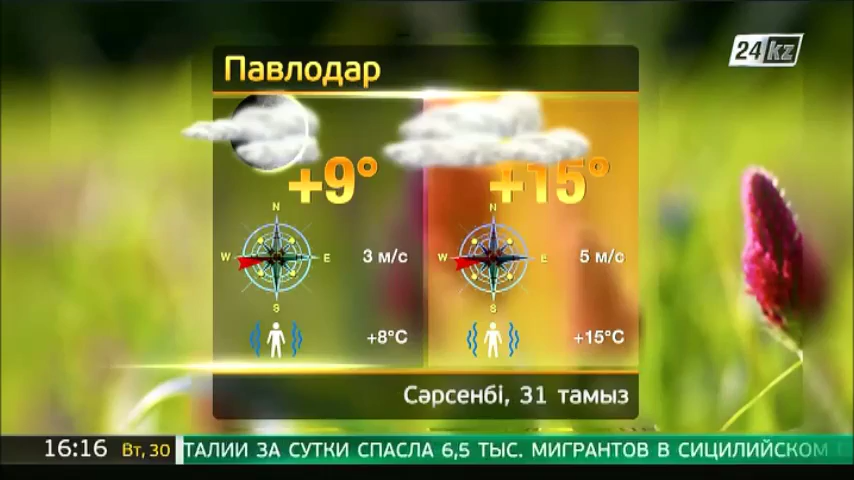 24kz
Павлодар
+9°
+15°
N
W
E
S
3 м/с
N
W
E
S
5 м/с
+8°C
+15°C
Сәрсенбі, 31 тамыз
16:16 Вт, 30 ТАЛИИ ЗА СУТКИ СПАСЛА 6,5 ТЫС. МИГРАНТОВ В СИЦИЛИЙСКОМ